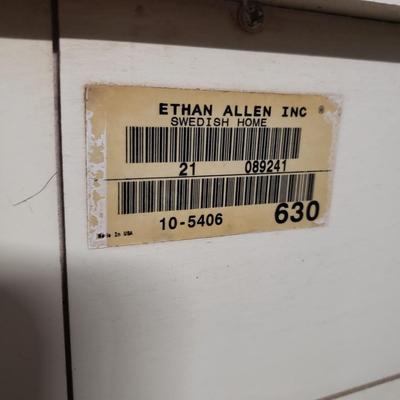 ETHAN ALLEN INC ®
SWEDISH HOME
21 089241
10-5406 630
Made In USA